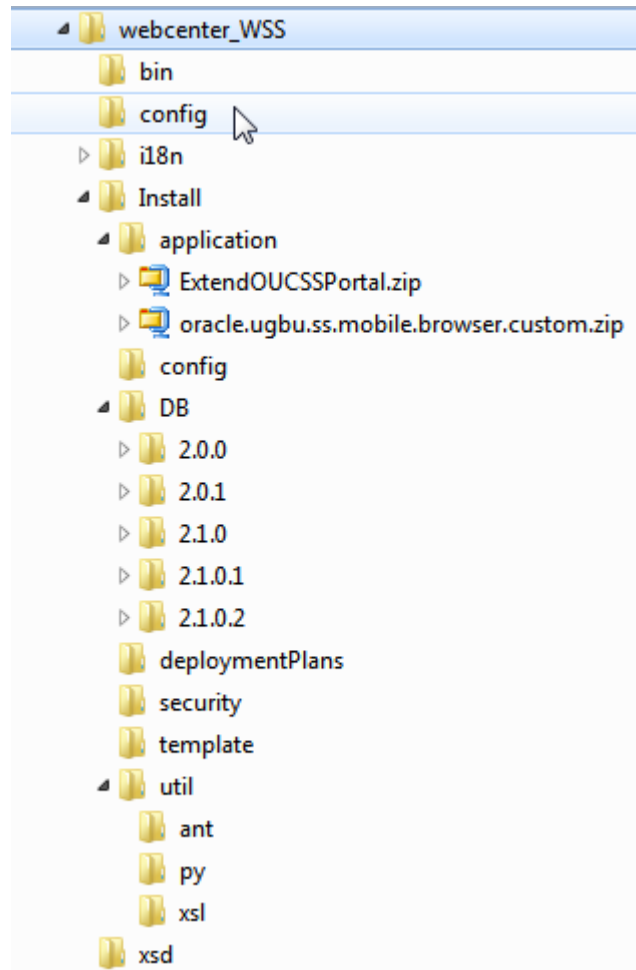 webcenter_WSS
bin
config
i18n
Install
application
ExtendOUCSSPortal.zip
oracle.ugbu.ss.mobile.browser.custom.zip
config
DB
2.0.0
2.0.1
2.1.0
2.1.0.1
2.1.0.2
deploymentPlans
security
template
util
ant
py
xsl
xsd